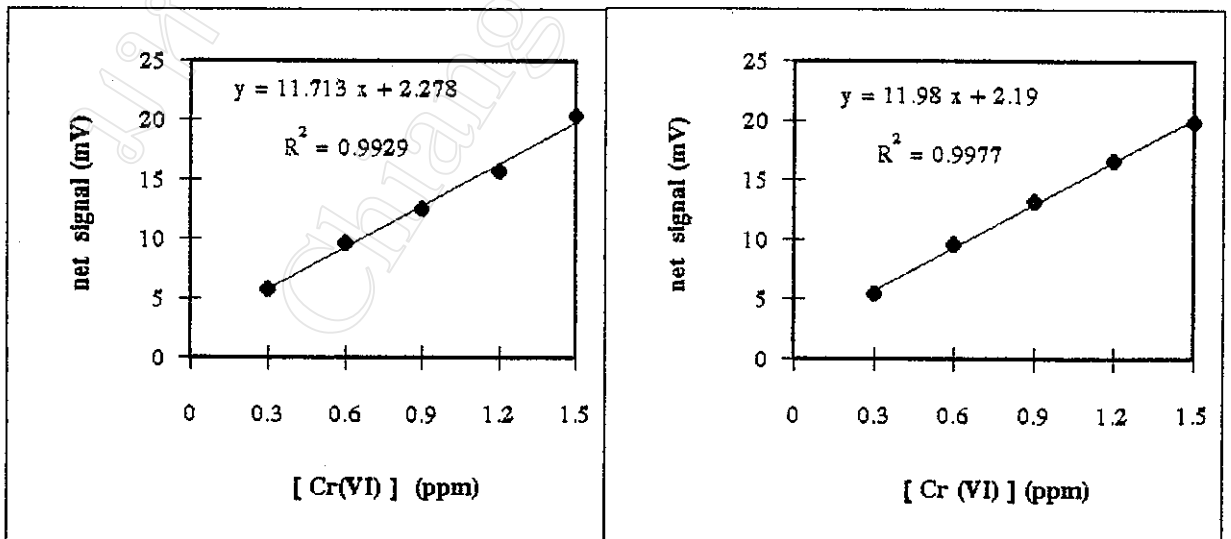 25
20
15
10
5
0
net signal (mV)
y = 11.713 x + 2.278
R² = 0.9929
0 0.3 0.6 0.9 1.2 1.5
[ Cr(VI) ] (ppm)
25
20
15
10
5
0
net signal (mV)
y = 11.98 x + 2.19
R² = 0.9977
0 0.3 0.6 0.9 1.2 1.5
[ Cr (VI) ] (ppm)
Chiang